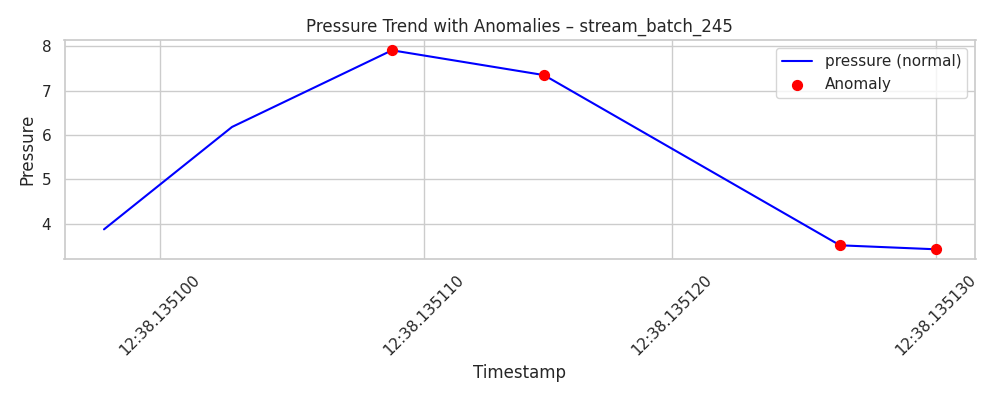 Pressure Trend with Anomalies – stream_batch_245
pressure (normal)
Anomaly
Pressure
8
7
6
5
4
12:38.135100
12:38.135110
12:38.135120
12:38.135130
Timestamp